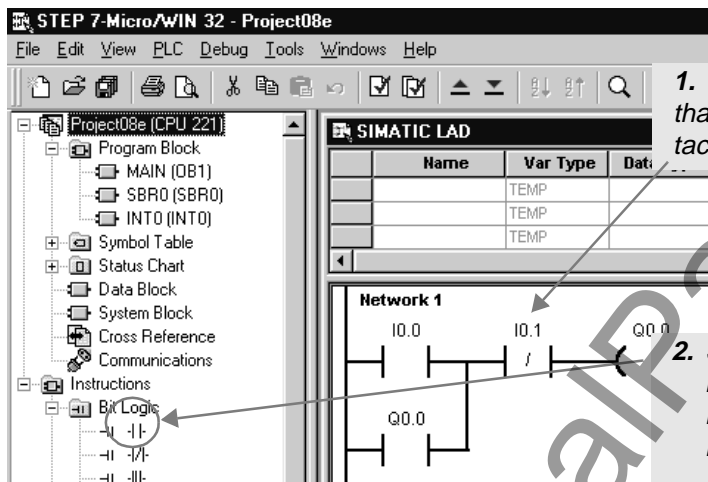 STEP 7-Micro/WIN 32 - Project08e
File Edit View PLC Debug Tools Windows Help
1.
tha
tac
Project08e (CPU 221)
Program Block
MAIN (OB1)
SBR0 (SBR0)
INT0 (INT0)
Symbol Table
Status Chart
Data Block
System Block
Cross Reference
Communications
Instructions
Bit Logic
-| |-
-|/|-
-|I|-
SIMATIC LAD
Name Var Type
TEMP
TEMP
TEMP
Network 1
I0.0 I0.1 Q0.0
/
2.
Q0.0